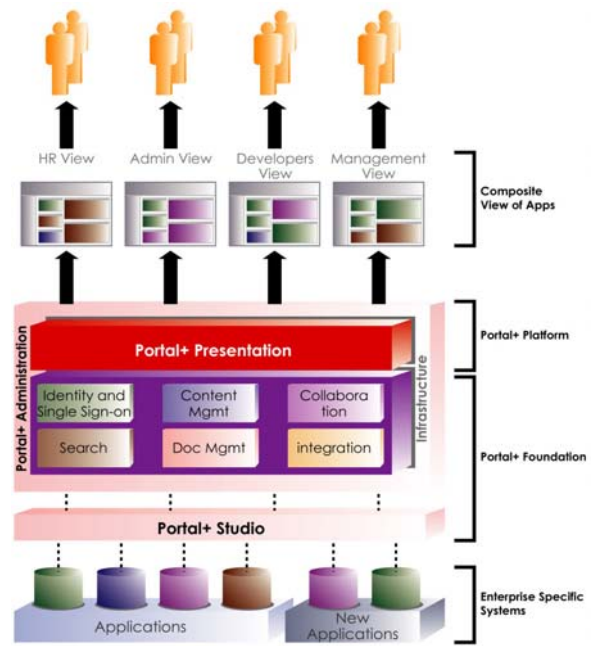 HR View
Admin View
Developers
View
Management
View
Composite
View of Apps
Portal+ Administration
Portal+ Presentation
Infrastructure
Portal+ Platform
Identity and
Single Sign-on
Content
Mgmt
Collabora
tion
Search
Doc Mgmt
integration
Portal+ Foundation
Portal+ Studio
Applications
New
Applications
Enterprise Specific
Systems